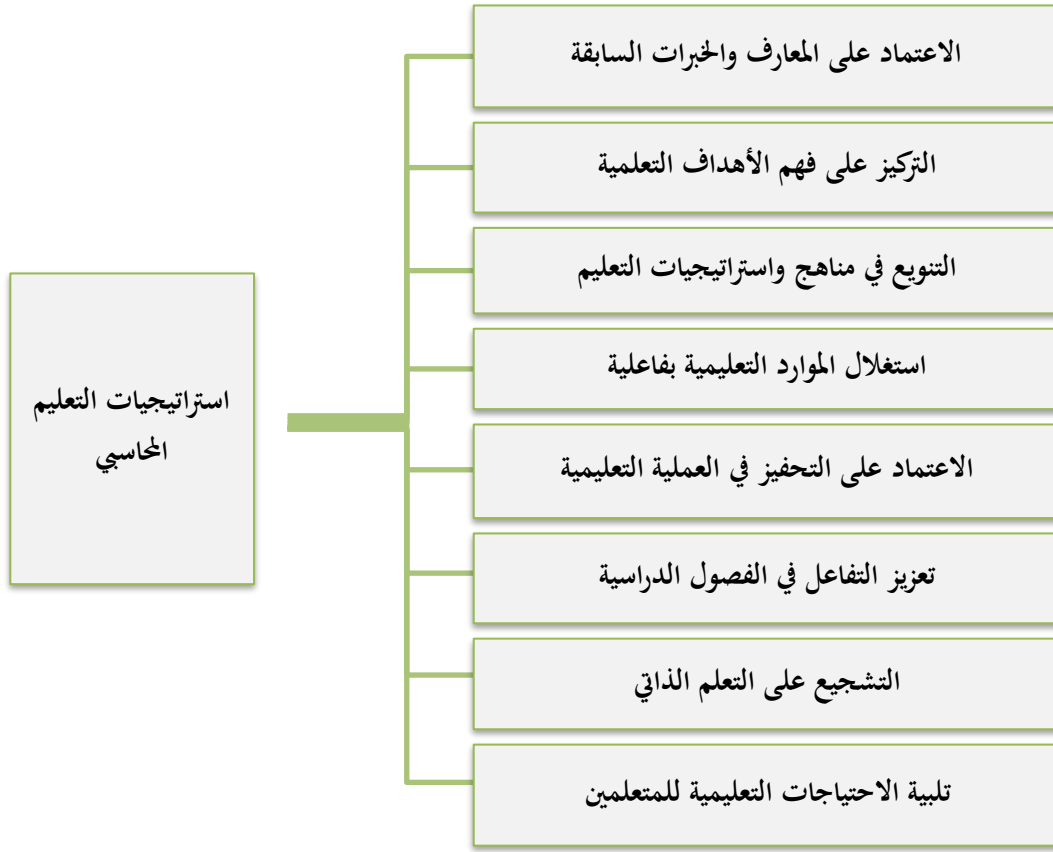 استراتيجيات التعليم
المحاسبي
الاعتماد على المعارف والخبرات السابقة
التركيز على فهم الأهداف التعلمية
التنويع في مناهج واستراتيجيات التعليم
استغلال الموارد التعليمية بفاعلية
الاعتماد على التحفيز في العملية التعليمية
تعزيز التفاعل في الفصول الدراسية
التشجيع على التعلم الذاتي
تلبية الاحتياجات التعليمية للمتعلمين